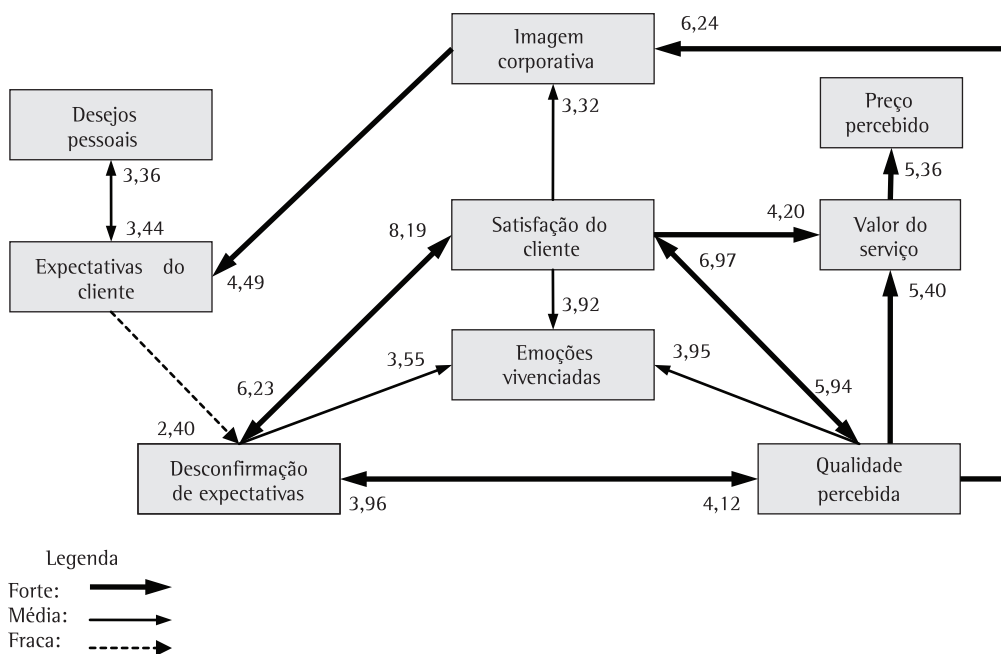 Imagem
corporativa
6,24
Desejos
pessoais
3,32
Preço
percebido
3,36
5,36
3,44
8,19
Satisfação do
cliente
4,20
Valor do
serviço
Expectativas do
cliente
4,49
6,97
5,40
3,92
Emoções
vivenciadas
3,55
3,95
6,23
5,94
2,40
Desconfirmação
de expectativas
Qualidade
percebida
3,96
4,12
Legenda
Forte:
Média:
Fraca: